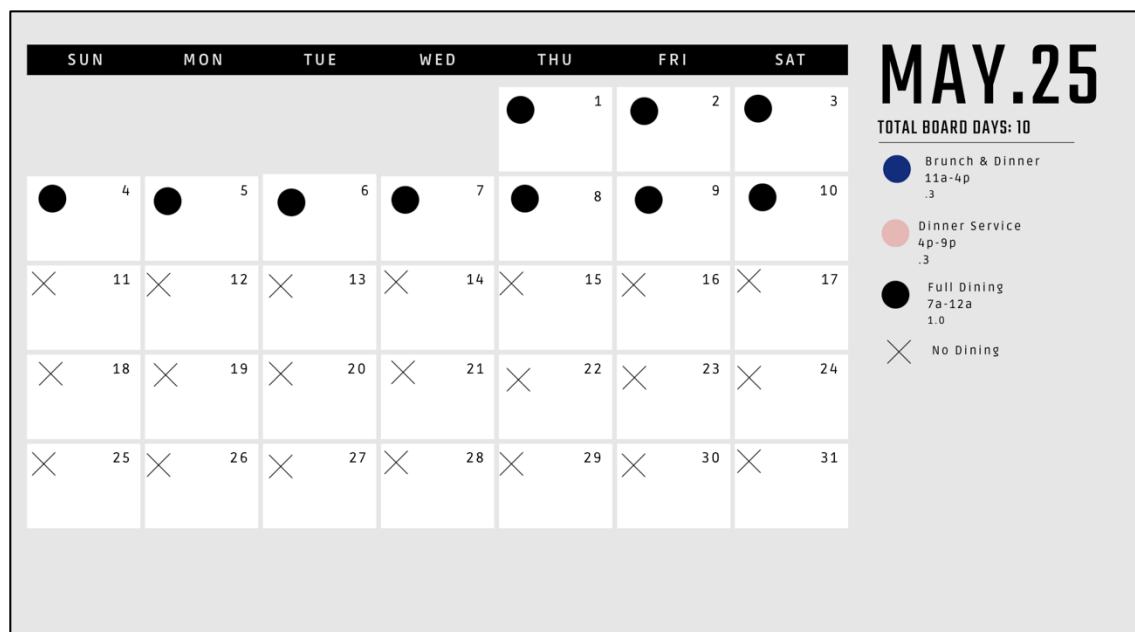 SUN MON TUE WED THU FRI SAT
1 2 3
4 5 6 7 8 9 10
11 12 13 14 15 16 17
18 19 20 21 22 23 24
25 26 27 28 29 30 31
MAY.25
TOTAL BOARD DAYS: 10
Brunch & Dinner
11a-4p
.3
Dinner Service
4p-9p
.3
Full Dining
7a-12a
1.0
No Dining